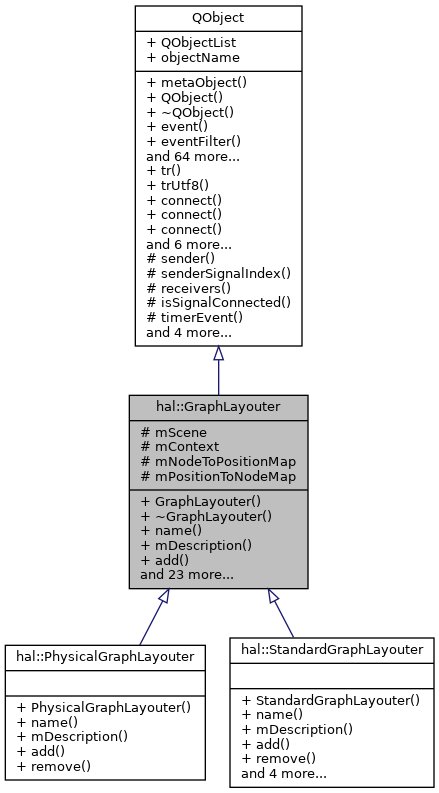 QObject
+ QObjectList
+ objectName
+ metaObject()
+ QObject()
+ ~QObject()
+ event()
+ eventFilter()
and 64 more...
+ tr()
+ trUtf8()
+ connect()
+ connect()
+ connect()
and 6 more...
# sender()
# senderSignalIndex()
# receivers()
# isSignalConnected()
# timerEvent()
and 4 more...
hal::GraphLayouter
# mScene
# mContext
# mNodeToPositionMap
# mPositionToNodeMap
+ GraphLayouter()
+ ~GraphLayouter()
+ name()
+ mDescription()
+ add()
and 23 more...
hal::PhysicalGraphLayouter
+ PhysicalGraphLayouter()
+ name()
+ mDescription()
+ add()
+ remove()
hal::StandardGraphLayouter
+ StandardGraphLayouter()
+ name()
+ mDescription()
+ add()
+ remove()
and 4 more...